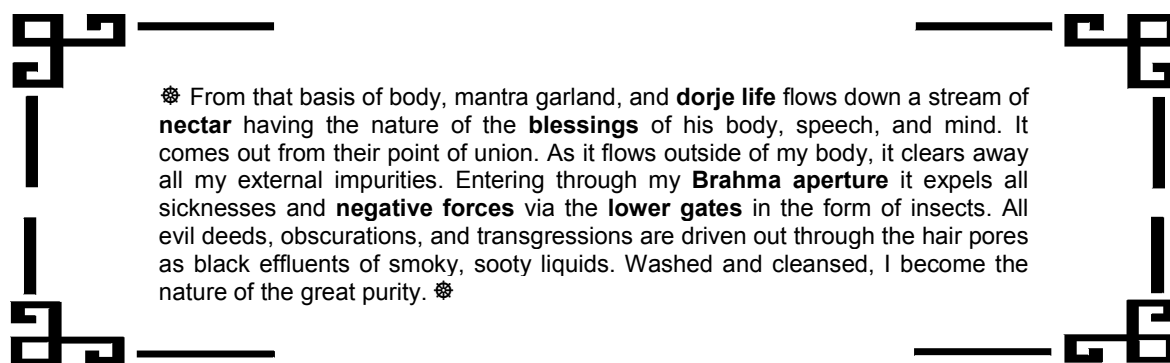 ☸ From that basis of body, mantra garland, and dorje life flows down a stream of
nectar having the nature of the blessings of his body, speech, and mind. It
comes out from their point of union. As it flows outside of my body, it clears away
all my external impurities. Entering through my Brahma aperture it expels all
sicknesses and negative forces via the lower gates in the form of insects. All
evil deeds, obscurations, and transgressions are driven out through the hair pores
as black effluents of smoky, sooty liquids. Washed and cleansed, I become the
nature of the great purity. ☸